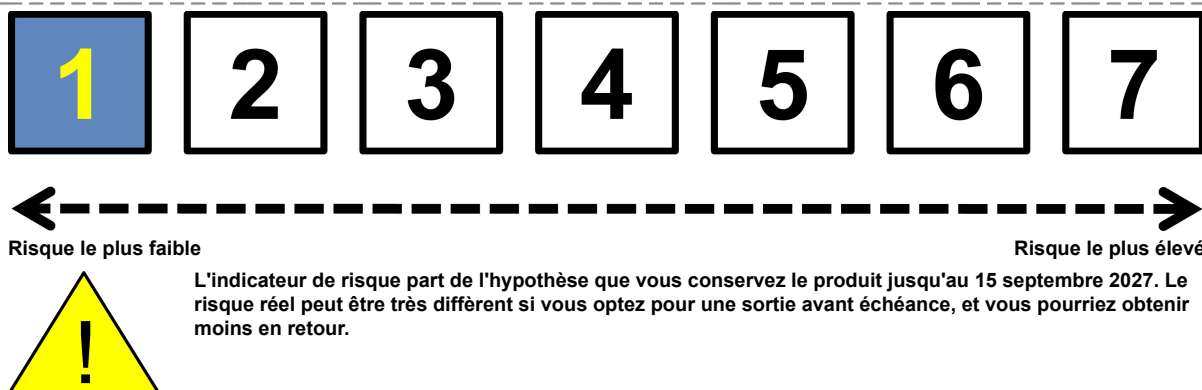 1 2 3 4 5 6 7
Risque le plus faible Risque le plus élevé
L'indicateur de risque part de l'hypothèse que vous conservez le produit jusqu'au 15 septembre 2027. Le
risque réel peut être très diffèrent si vous optez pour une sortie avant échéance, et vous pourriez obtenir
moins en retour.
!